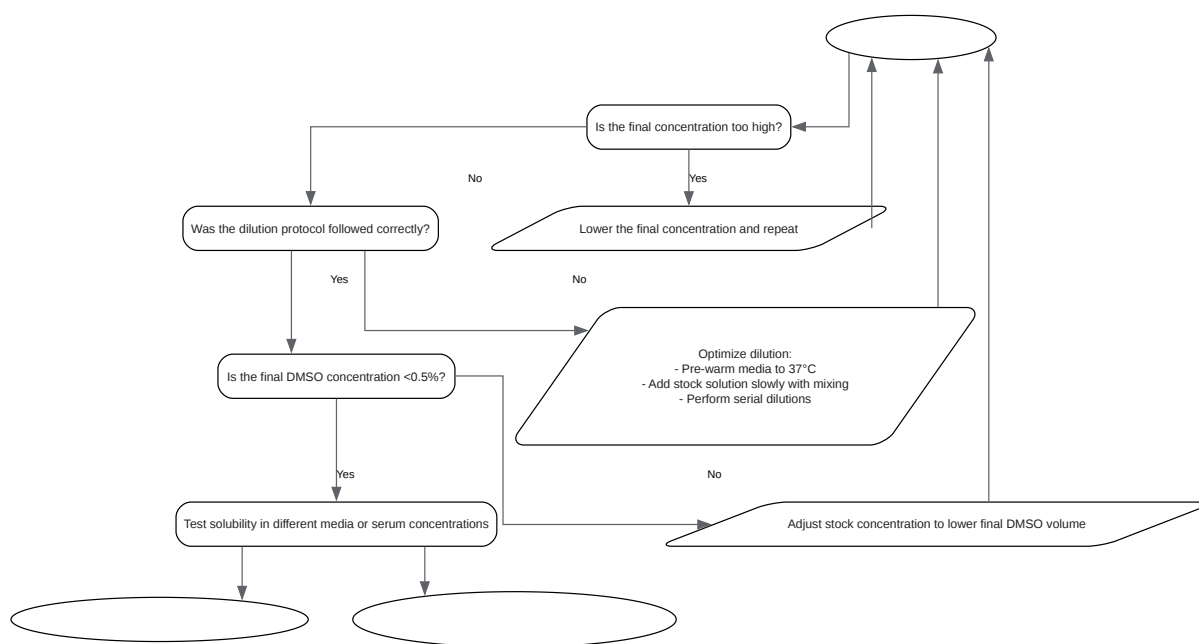 Is the final concentration too high?
No
Yes
Was the dilution protocol followed correctly?
Lower the final concentration and repeat
Yes
No
Optimize dilution:
- Pre-warm media to 37°C
- Add stock solution slowly with mixing
- Perform serial dilutions
Is the final DMSO concentration <0.5%?
Yes
No
Test solubility in different media or serum concentrations
Adjust stock concentration to lower final DMSO volume